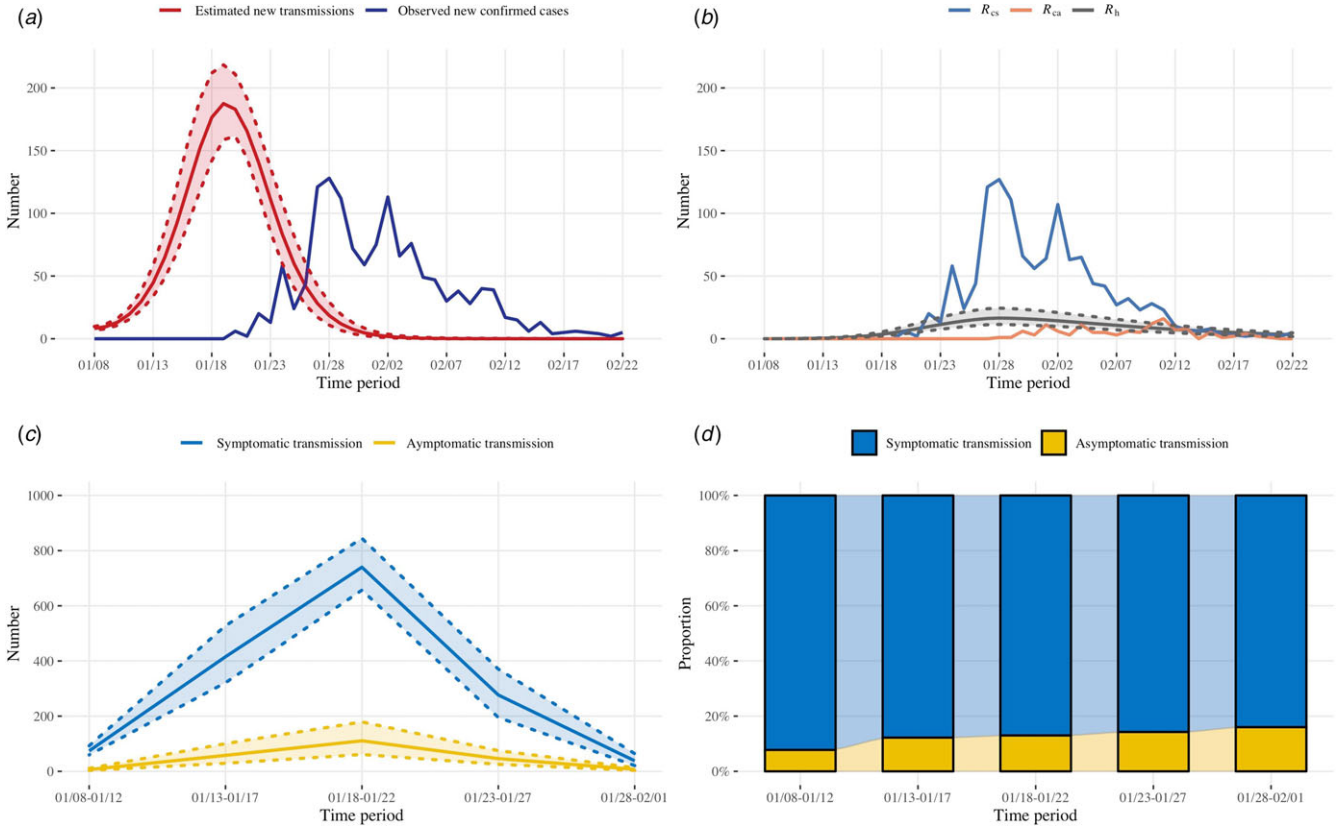 (a)
Estimated new transmissions Observed new confirmed cases
200
150
100
50
0
Number
01/08 01/13 01/18 01/23 01/28 02/02 02/07 02/12 02/17 02/22
Time period
(b)
Rcs Rca Rh
200
150
100
50
0
Number
01/08 01/13 01/18 01/23 01/28 02/02 02/07 02/12 02/17 02/22
Time period
(c)
Symptomatic transmission Aymptomatic transmission
1000
800
600
400
200
0
Number
01/08-01/12 01/13-01/17 01/18-01/22 01/23-01/27 01/28-02/01
Time period
(d)
Symptomatic transmission Asymptomatic transmission
100%
80%
60%
40%
20%
0%
Proportion
01/08-01/12 01/13-01/17 01/18-01/22 01/23-01/27 01/28-02/01
Time period